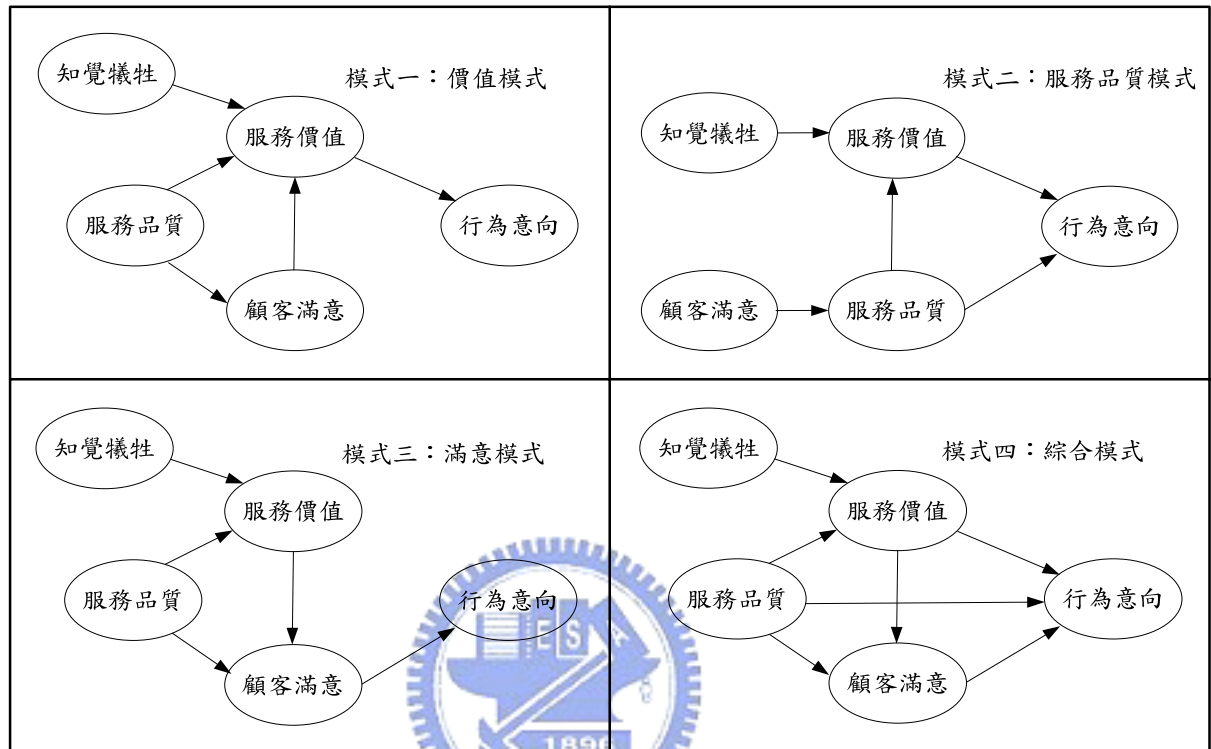 模式一：價值模式
知覺犧牲
服務價值
服務品質
行為意向
顧客滿意
模式二：服務品質模式
知覺犧牲
服務價值
行為意向
顧客滿意
服務品質
模式三：滿意模式
知覺犧牲
服務價值
服務品質
行為意向
顧客滿意
模式四：綜合模式
知覺犧牲
服務價值
服務品質
行為意向
顧客滿意
E S A
1896